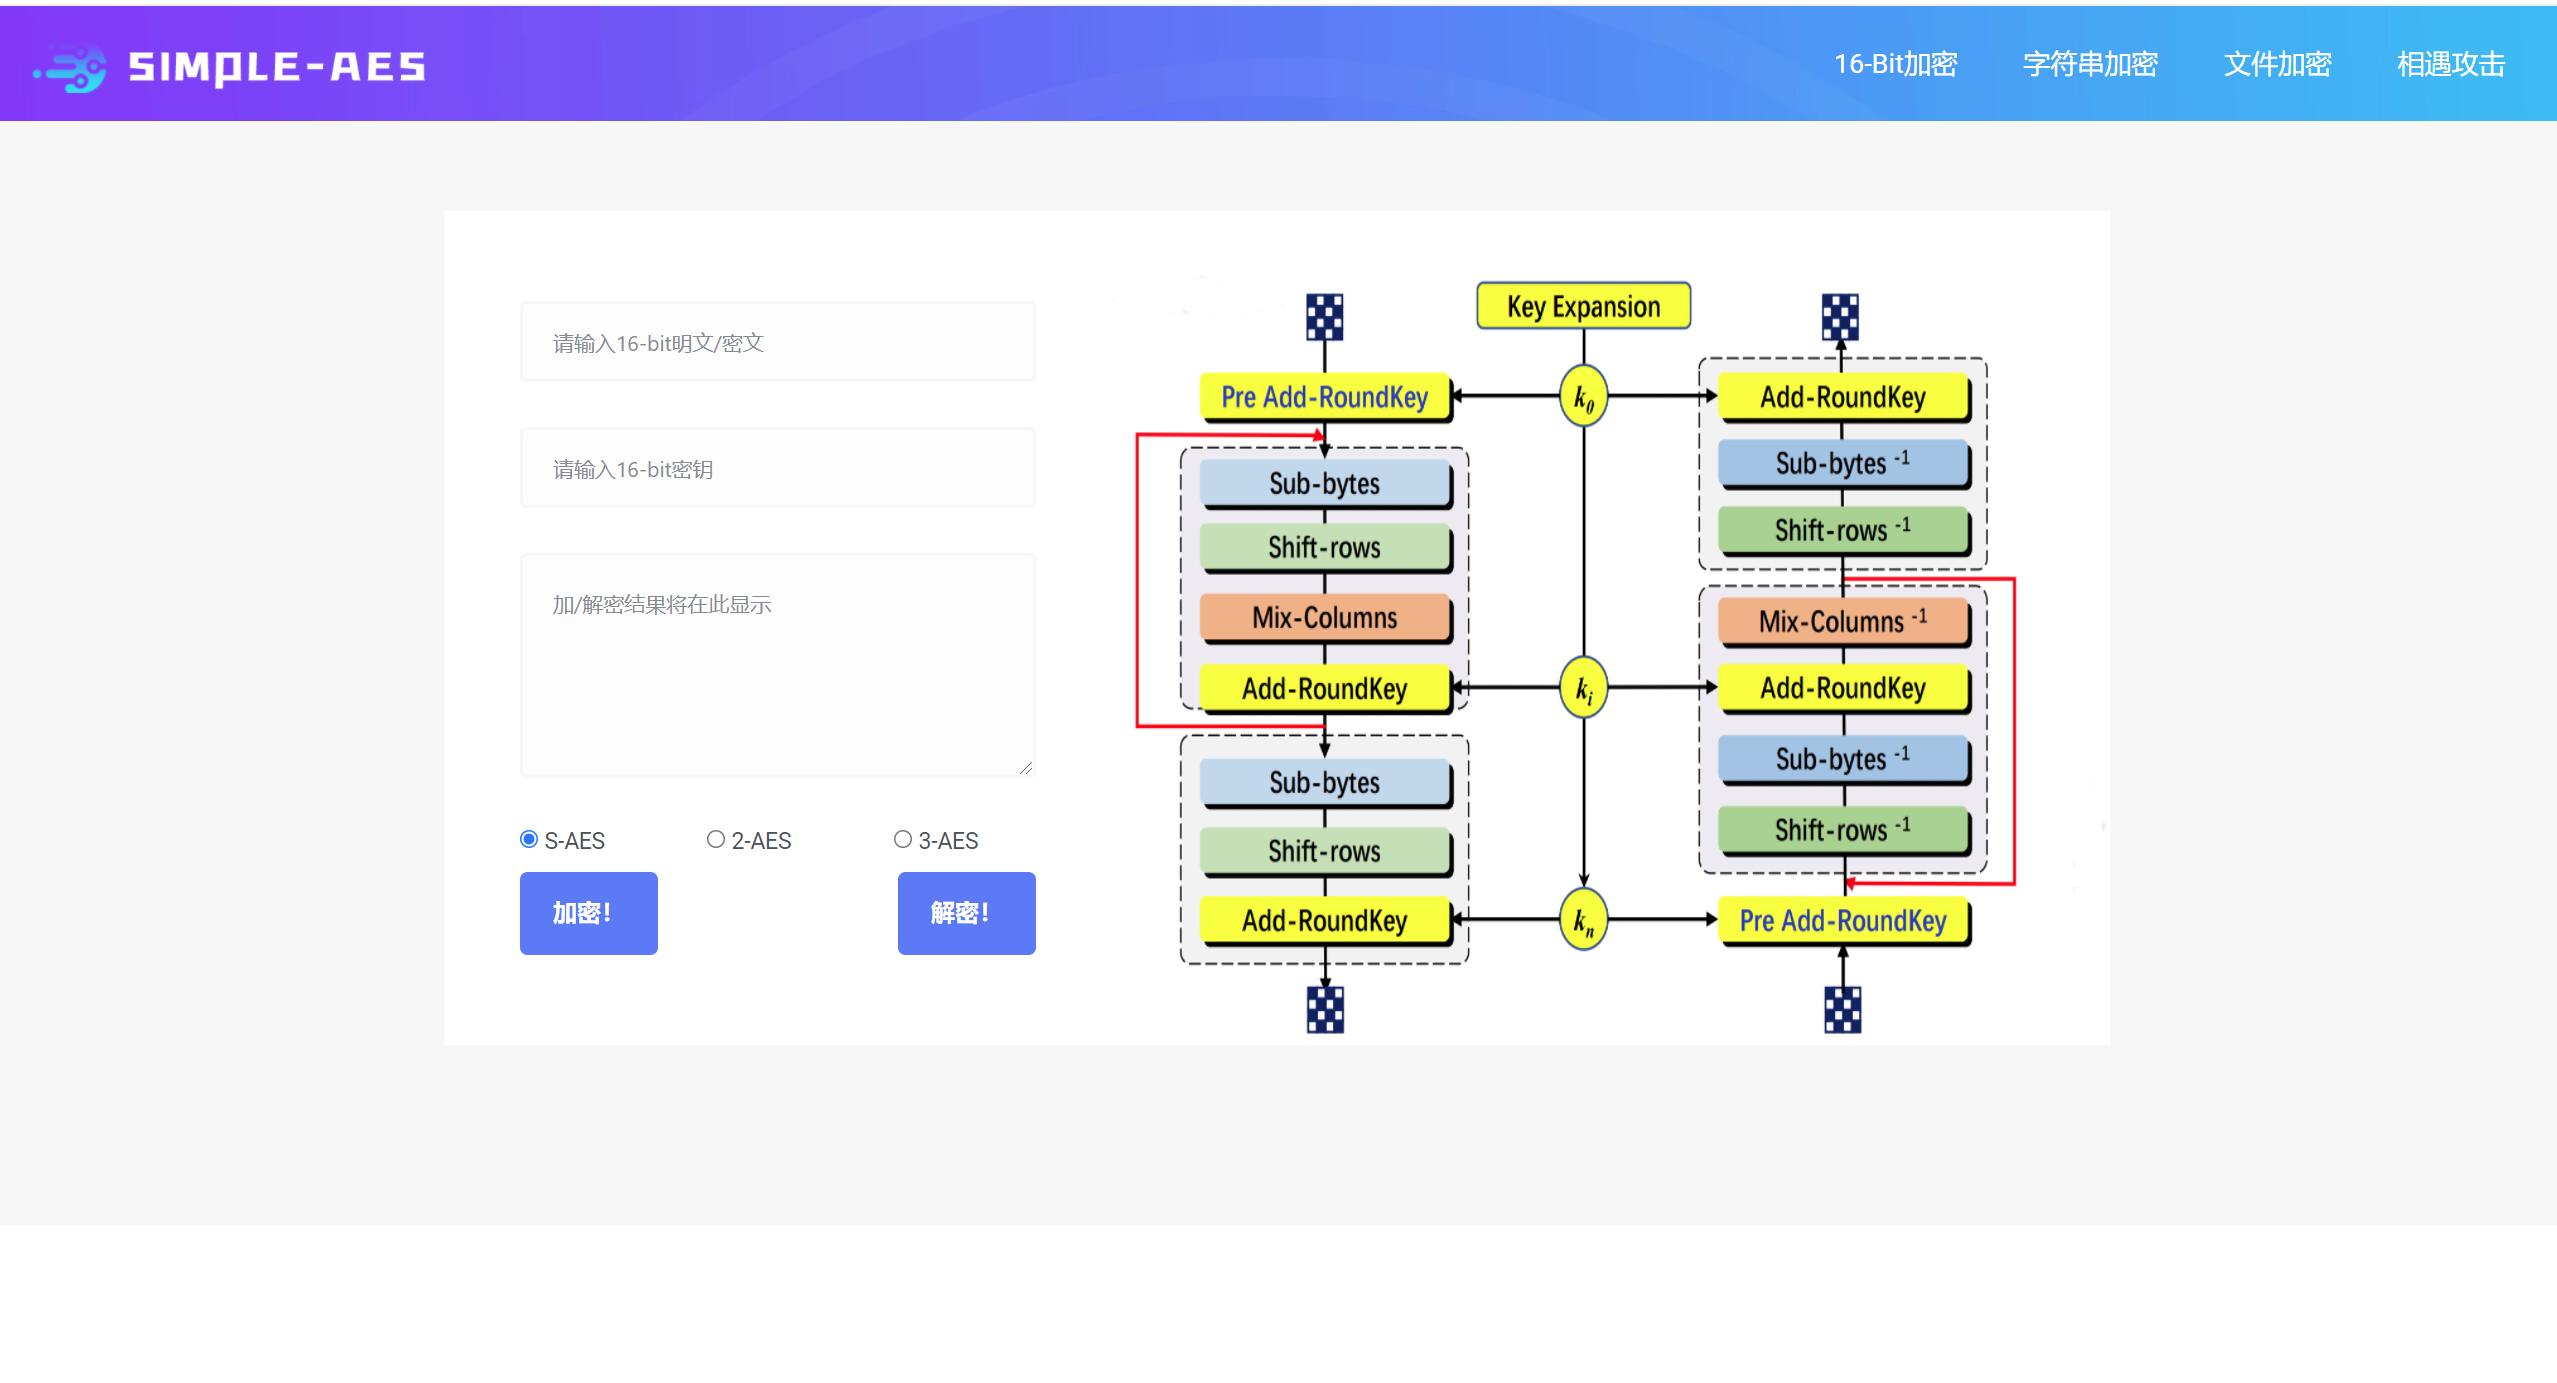 SIMPLE-AES
16-Bit加密 字符串加密 文件加密 相遇攻击
请输入16-bit明文/密文
请输入16-bit密钥
加/解密结果将在此显示
S-AES 2-AES 3-AES
加密！ 解密！
Key Expansion
Pre Add-RoundKey
Sub-bytes
Shift-rows
Mix-Columns
Add-RoundKey
Sub-bytes
Shift-rows
Add-RoundKey
k0
ki
kn
Add-RoundKey
Sub-bytes -1
Shift-rows -1
Mix-Columns -1
Add-RoundKey
Sub-bytes -1
Shift-rows -1
Pre Add-RoundKey